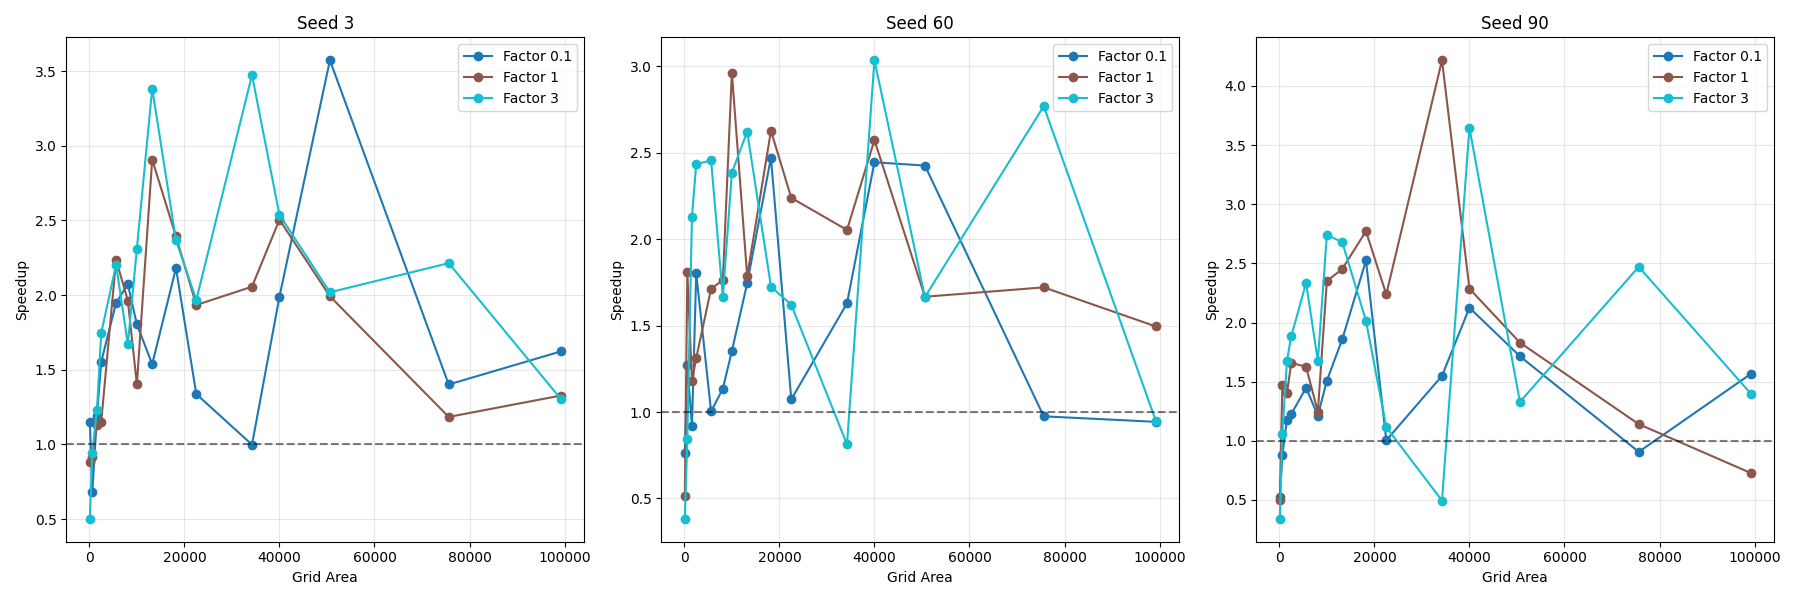 Seed 3
Speedup
3.5
3.0
2.5
2.0
1.5
1.0
0.5
Factor 0.1
Factor 1
Factor 3
0 20000 40000 60000 80000 100000
Grid Area
Seed 60
Speedup
3.0
2.5
2.0
1.5
1.0
0.5
Factor 0.1
Factor 1
Factor 3
0 20000 40000 60000 80000 100000
Grid Area
Seed 90
Speedup
4.0
3.5
3.0
2.5
2.0
1.5
1.0
0.5
Factor 0.1
Factor 1
Factor 3
0 20000 40000 60000 80000 100000
Grid Area